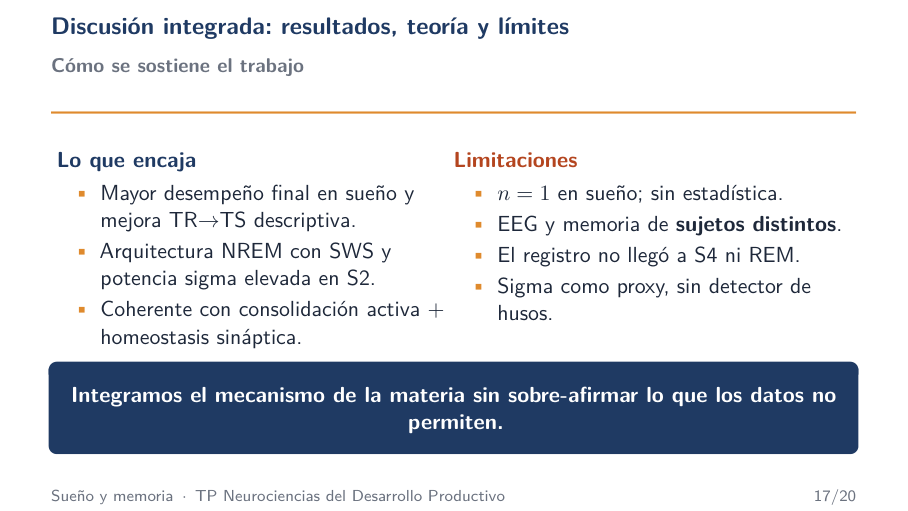 Discusión integrada: resultados, teoría y límites
Cómo se sostiene el trabajo
Lo que encaja
▪ Mayor desempeño final en sueño y
mejora TR→TS descriptiva.
▪ Arquitectura NREM con SWS y
potencia sigma elevada en S2.
▪ Coherente con consolidación activa +
homeostasis sináptica.
Limitaciones
▪ n = 1 en sueño; sin estadística.
▪ EEG y memoria de sujetos distintos.
▪ El registro no llegó a S4 ni REM.
▪ Sigma como proxy, sin detector de
husos.
Integramos el mecanismo de la materia sin sobre-afirmar lo que los datos no
permiten.
Sueño y memoria · TP Neurociencias del Desarrollo Productivo
17/20